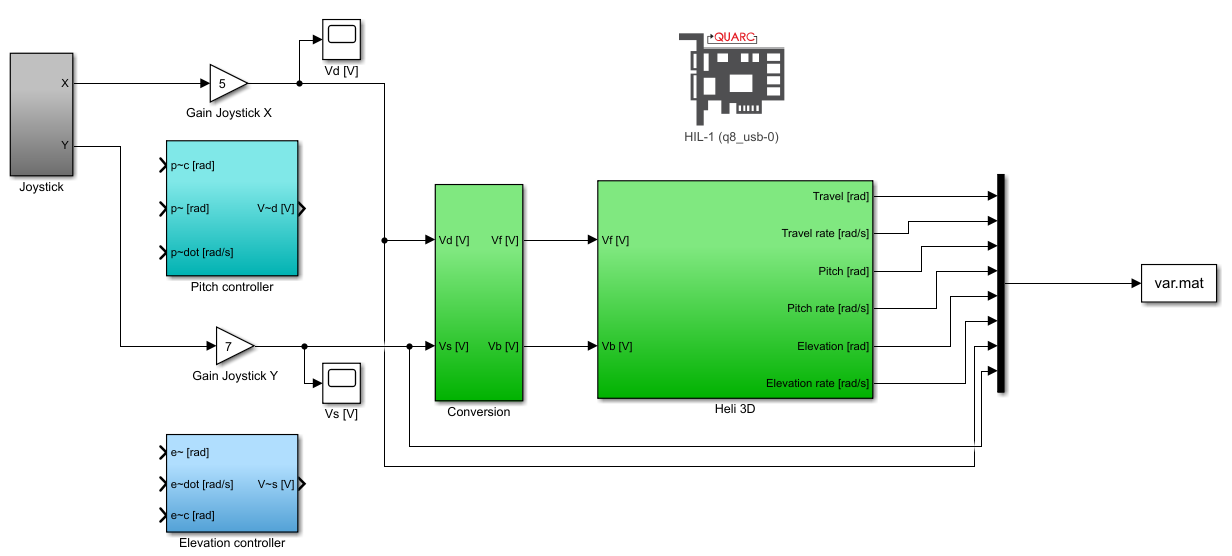 QUARC
HIL-1 (q8_usb-0)
X
Y
Joystick
5
Gain Joystick X
Vd [V]
p~c [rad]
p~ [rad]
p~dot [rad/s]
V~d [V]
Pitch controller
7
Gain Joystick Y
Vs [V]
e~ [rad]
e~dot [rad/s]
e~c [rad]
V~s [V]
Elevation controller
Vd [V]
Vs [V]
Vf [V]
Vb [V]
Conversion
Vf [V]
Vb [V]
Travel [rad]
Travel rate [rad/s]
Pitch [rad]
Pitch rate [rad/s]
Elevation [rad]
Elevation rate [rad/s]
Heli 3D
var.mat